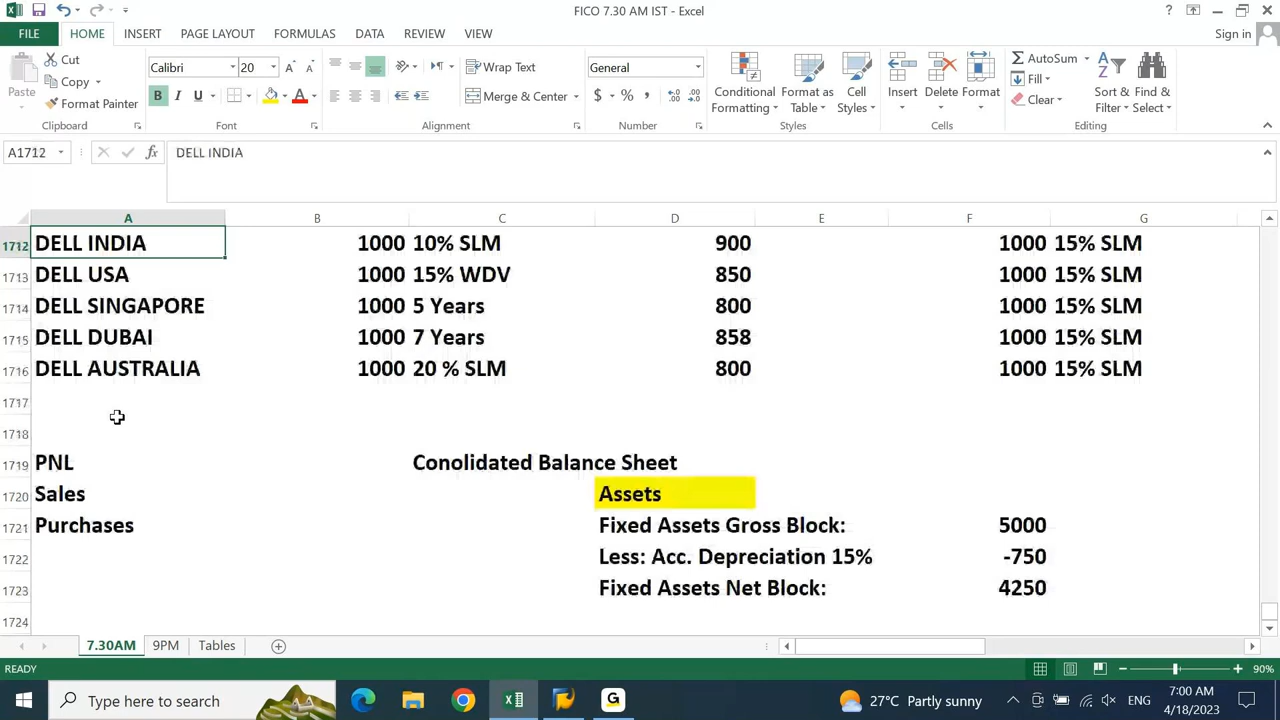 FICO 7.30 AM IST - Excel
FILE HOME INSERT PAGE LAYOUT FORMULAS DATA REVIEW VIEW Sign in
Paste Cut Copy Format Painter Clipboard
Calibri 20 B I U A Font
Wrap Text Merge & Center Alignment
General $ % , Number
Conditional Formatting Format as Table Cell Styles Styles
Insert Delete Format Cells
AutoSum Fill Clear Sort & Filter Find & Select Editing
A1712 fx DELL INDIA
A B C D E F G
1712 DELL INDIA 1000 10% SLM 900 1000 15% SLM
1713 DELL USA 1000 15% WDV 850 1000 15% SLM
1714 DELL SINGAPORE 1000 5 Years 800 1000 15% SLM
1715 DELL DUBAI 1000 7 Years 858 1000 15% SLM
1716 DELL AUSTRALIA 1000 20 % SLM 800 1000 15% SLM
1717
1718
1719 PNL Conolidated Balance Sheet
1720 Sales Assets
1721 Purchases Fixed Assets Gross Block: 5000
1722 Less: Acc. Depreciation 15% -750
1723 Fixed Assets Net Block: 4250
1724
7.30AM 9PM Tables
READY 90%
Type here to search 27°C Partly sunny ENG 7:00 AM
4/18/2023